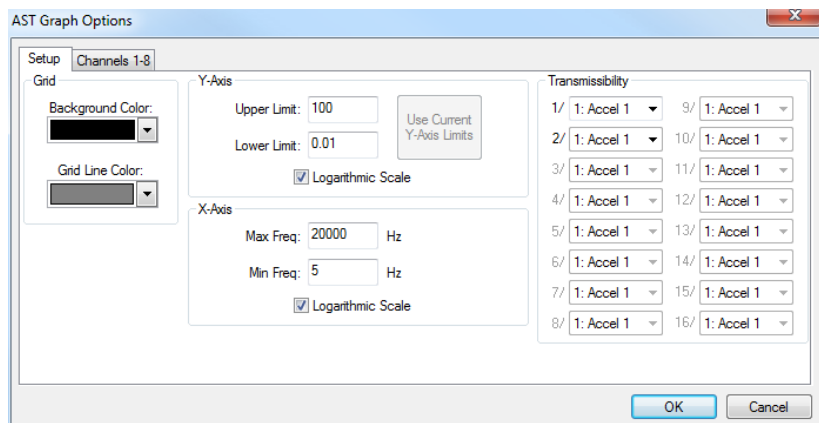 AST Graph Options
Setup
Channels 1-8
Grid
Background Color:
Grid Line Color:
Y-Axis
Upper Limit: 100
Lower Limit: 0.01
Use Current
Y-Axis Limits
Logarithmic Scale
X-Axis
Max Freq: 20000 Hz
Min Freq: 5 Hz
Logarithmic Scale
Transmissibility
1/ 1: Accel 1 9/ 1: Accel 1
2/ 1: Accel 1 10/ 1: Accel 1
3/ 1: Accel 1 11/ 1: Accel 1
4/ 1: Accel 1 12/ 1: Accel 1
5/ 1: Accel 1 13/ 1: Accel 1
6/ 1: Accel 1 14/ 1: Accel 1
7/ 1: Accel 1 15/ 1: Accel 1
8/ 1: Accel 1 16/ 1: Accel 1
OK Cancel